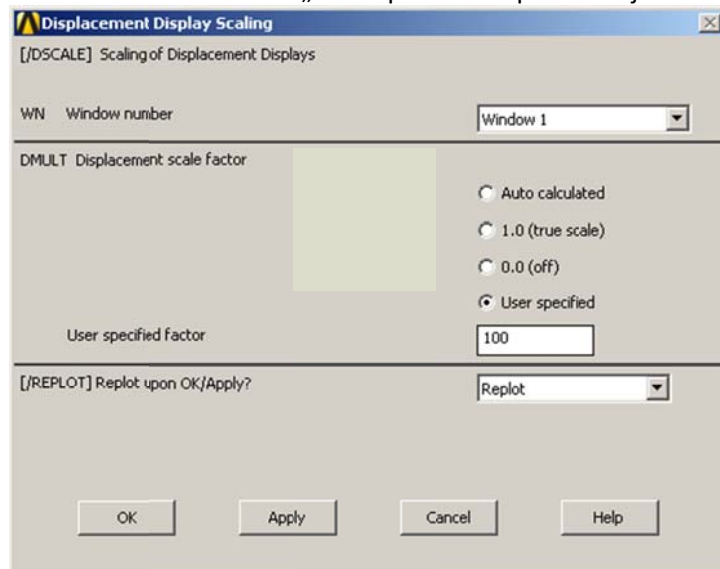 Displacement Display Scaling
[/DSCALE] Scaling of Displacement Displays
WN Window number Window 1
DMULT Displacement scale factor
Auto calculated
1.0 (true scale)
0.0 (off)
User specified
User specified factor 100
[/REPLOT] Replot upon OK/Apply? Replot
OK Apply Cancel Help